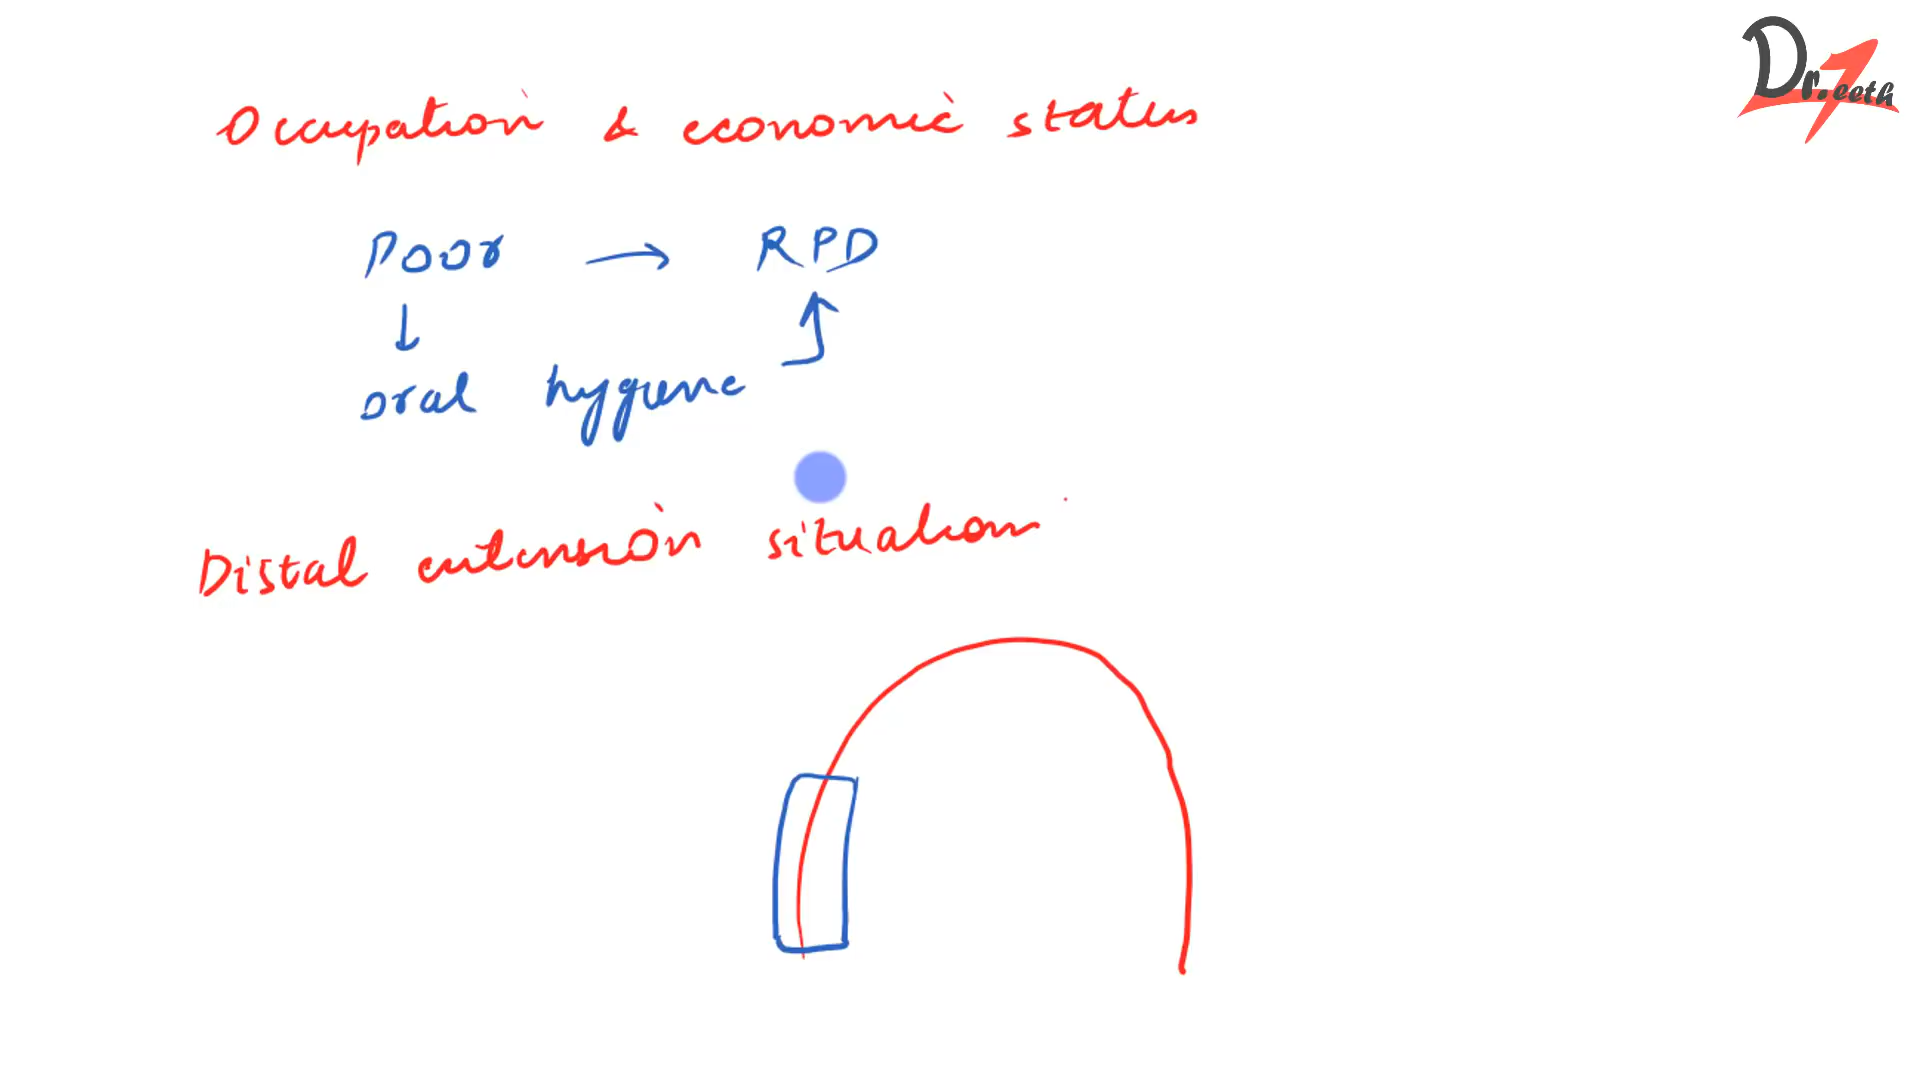 Dr. Teeth
Occupation & economic status
Poor → RPD
↓
oral hygiene
Distal extension situation